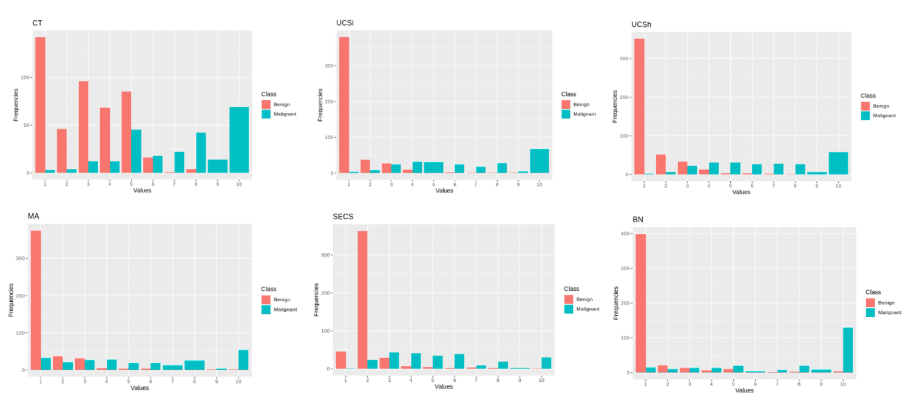 CT
Frequencies
100
50
0
1 2 3 4 5 6 7 8 9 10
Values
Class
Benign
Malignant
UCSi
Frequencies
300
200
100
0
1 2 3 4 5 6 7 8 9 10
Values
Class
Benign
Malignant
UCSh
Frequencies
300
200
100
0
1 2 3 4 5 6 7 8 9 10
Values
Class
Benign
Malignant
MA
Frequencies
300
200
100
0
1 2 3 4 5 6 7 8 9 10
Values
Class
Benign
Malignant
SECS
Frequencies
300
200
100
0
1 2 3 4 5 6 7 8 9 10
Values
Class
Benign
Malignant
BN
Frequencies
400
300
200
100
0
1 2 3 4 5 6 7 8 9 10
Values
Class
Benign
Malignant